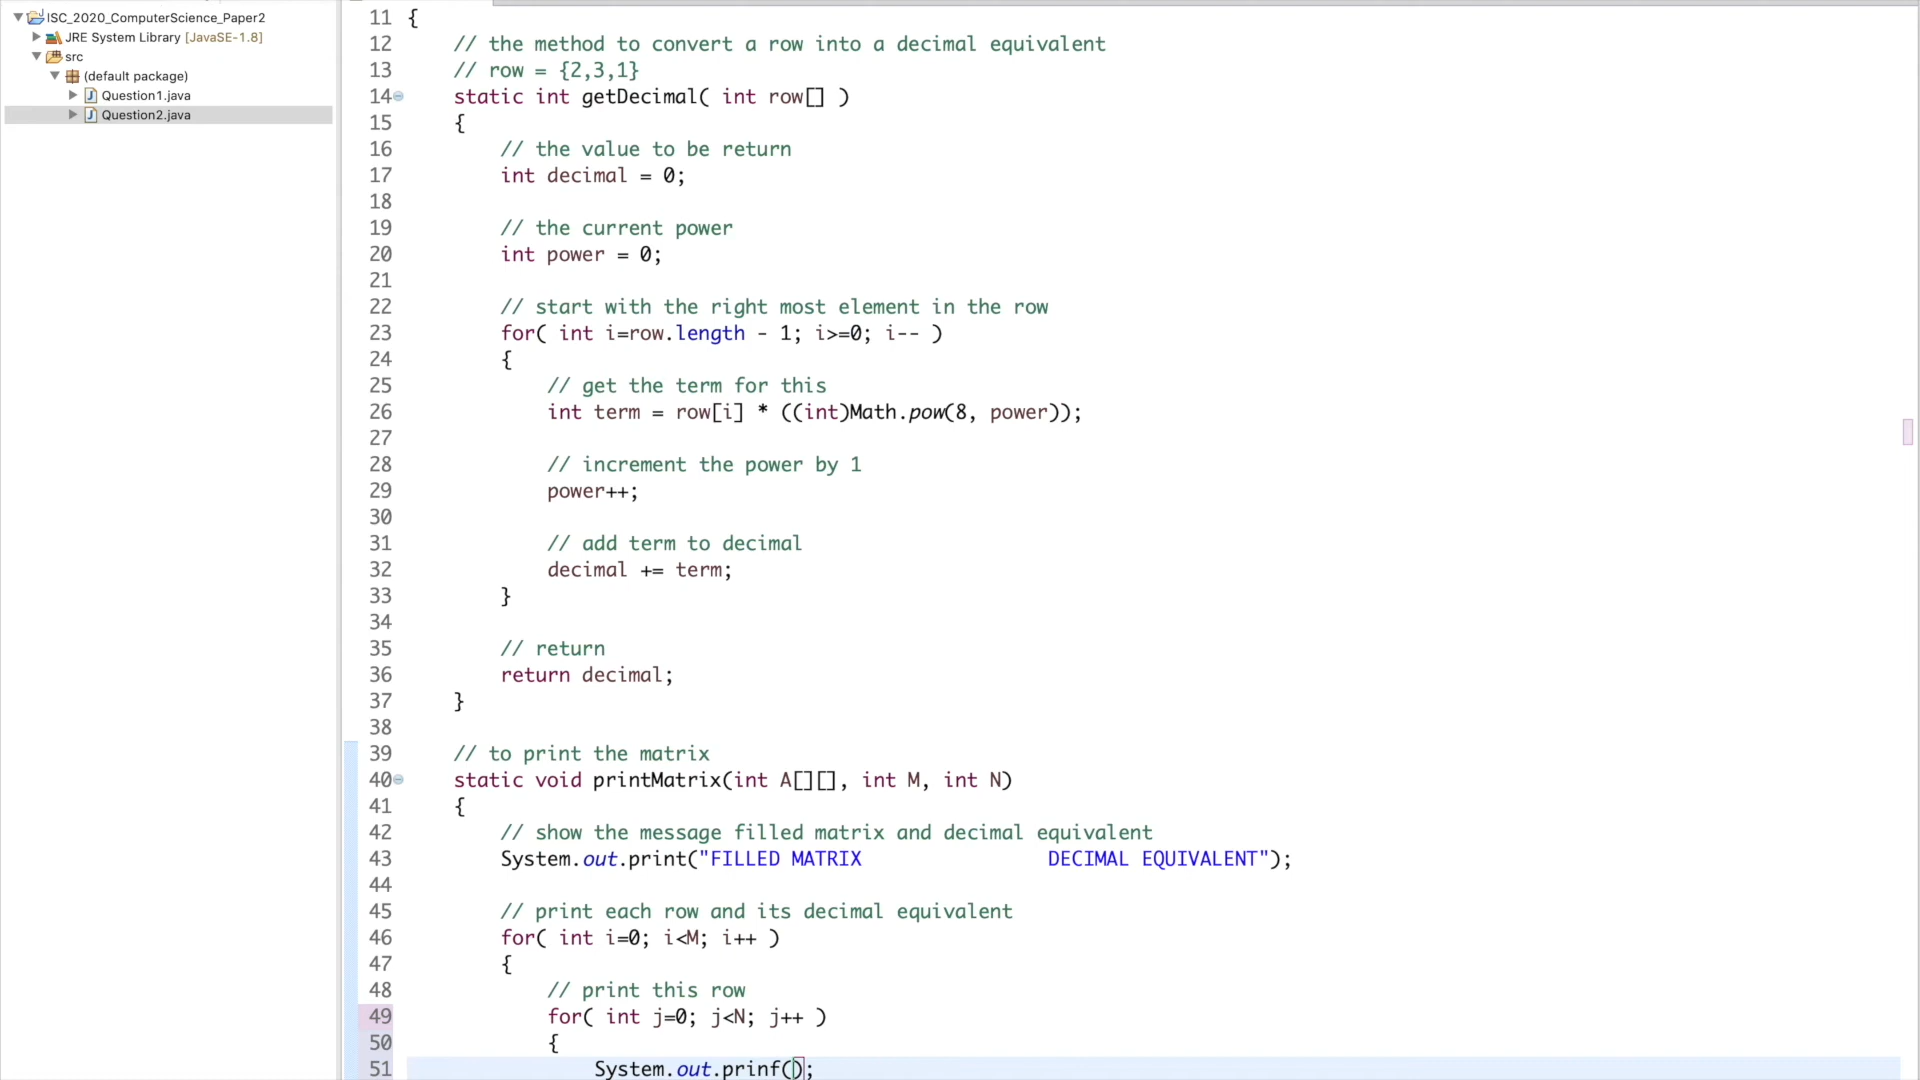 ISC_2020_ComputerScience_Paper2
JRE System Library [JavaSE-1.8]
src
(default package)
Question1.java
Question2.java
11 {
12 // the method to convert a row into a decimal equivalent
13 // row = {2,3,1}
14 static int getDecimal( int row[] )
15 {
16 // the value to be return
17 int decimal = 0;
18
19 // the current power
20 int power = 0;
21
22 // start with the right most element in the row
23 for( int i=row.length - 1; i>=0; i-- )
24 {
25 // get the term for this
26 int term = row[i] * ((int)Math.pow(8, power));
27
28 // increment the power by 1
29 power++;
30
31 // add term to decimal
32 decimal += term;
33 }
34
35 // return
36 return decimal;
37 }
38
39 // to print the matrix
40 static void printMatrix(int A[][], int M, int N)
41 {
42 // show the message filled matrix and decimal equivalent
43 System.out.print("FILLED MATRIX                DECIMAL EQUIVALENT");
44
45 // print each row and its decimal equivalent
46 for( int i=0; i<M; i++ )
47 {
48 // print this row
49 for( int j=0; j<N; j++ )
50 {
51 System.out.prinf();